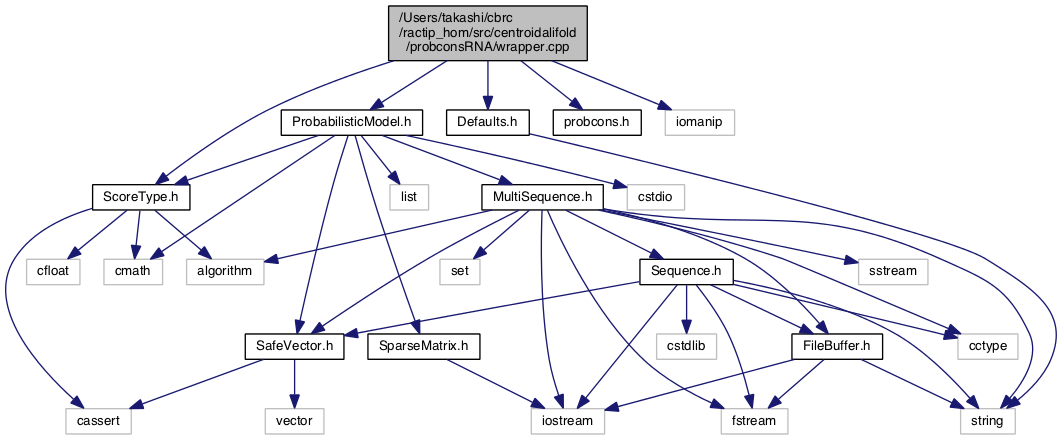 /Users/takashi/cbrc
/ractip_hom/src/centroidalifold
/probconsRNA/wrapper.cpp
ProbabilisticModel.h
Defaults.h
probcons.h
iomanip
ScoreType.h
list
MultiSequence.h
cstdio
cfloat
cmath
algorithm
set
Sequence.h
sstream
SafeVector.h
SparseMatrix.h
cstdlib
FileBuffer.h
cctype
cassert
vector
iostream
fstream
string